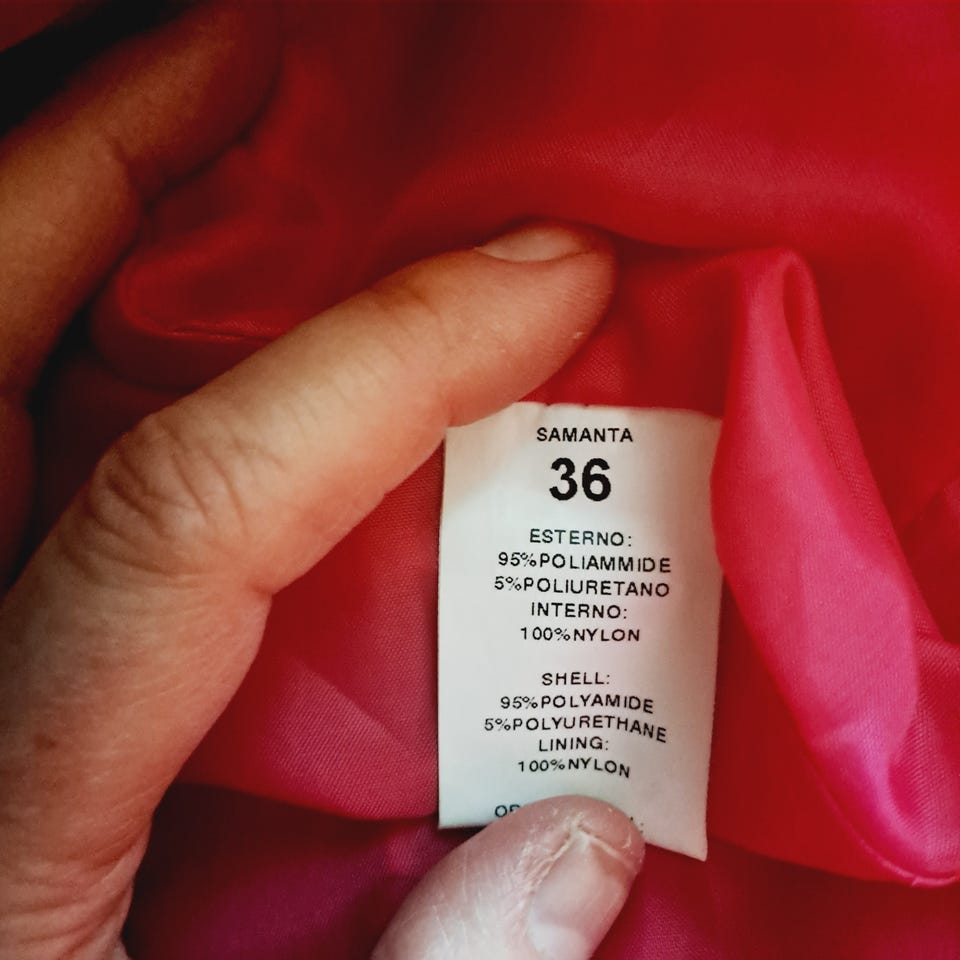 SAMANTA
36
ESTERNO:
95%POLIAMMIDE
5%POLIURETANO
INTERNO:
100%NYLON
SHELL:
95%POLYAMIDE
5%POLYURETHANE
LINING:
100%NYLON